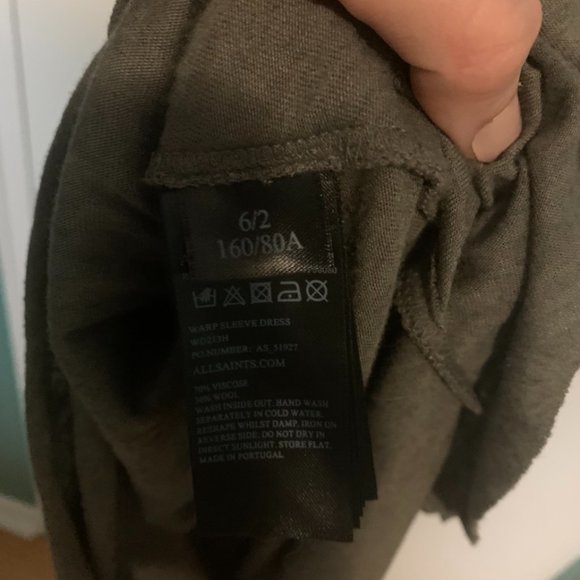 6/2
160/80A
WARP SLEEVE DRESS
WD213H
PO NUMBER: AS 51927
ALLSAINTS.COM
70% VISCOSE
30% WOOL
WASH INSIDE OUT. HAND WASH
SEPARATELY IN COLD WATER.
RESHAPE WHILST DAMP. IRON ON
REVERSE SIDE. DO NOT DRY IN
DIRECT SUNLIGHT. STORE FLAT.
MADE IN PORTUGAL